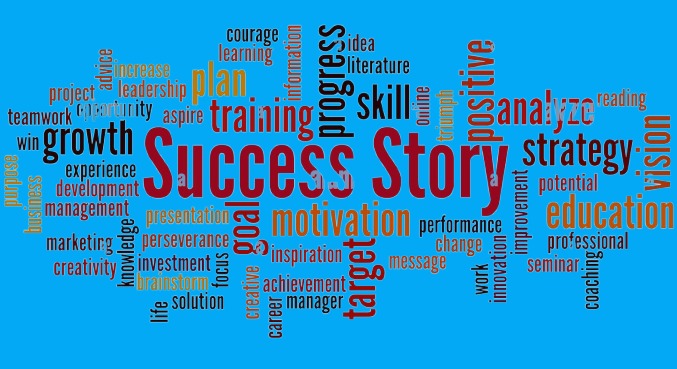 courage
idea
learning
information
progress
literature
advice
increase
plan
positive
project
leadership
skill
online
triumph
analyze
reading
teamwork
opportunity
aspire
training
win
growth
strategy
vision
experience
Success Story
purpose
business
development
potential
management
presentation
goal
motivation
performance
improvement
education
marketing
knowledge
perseverance
change
professional
creativity
investment
focus
inspiration
target
message
work
innovation
seminar
coaching
brainstorm
creative
achievement
life
solution
career
manager